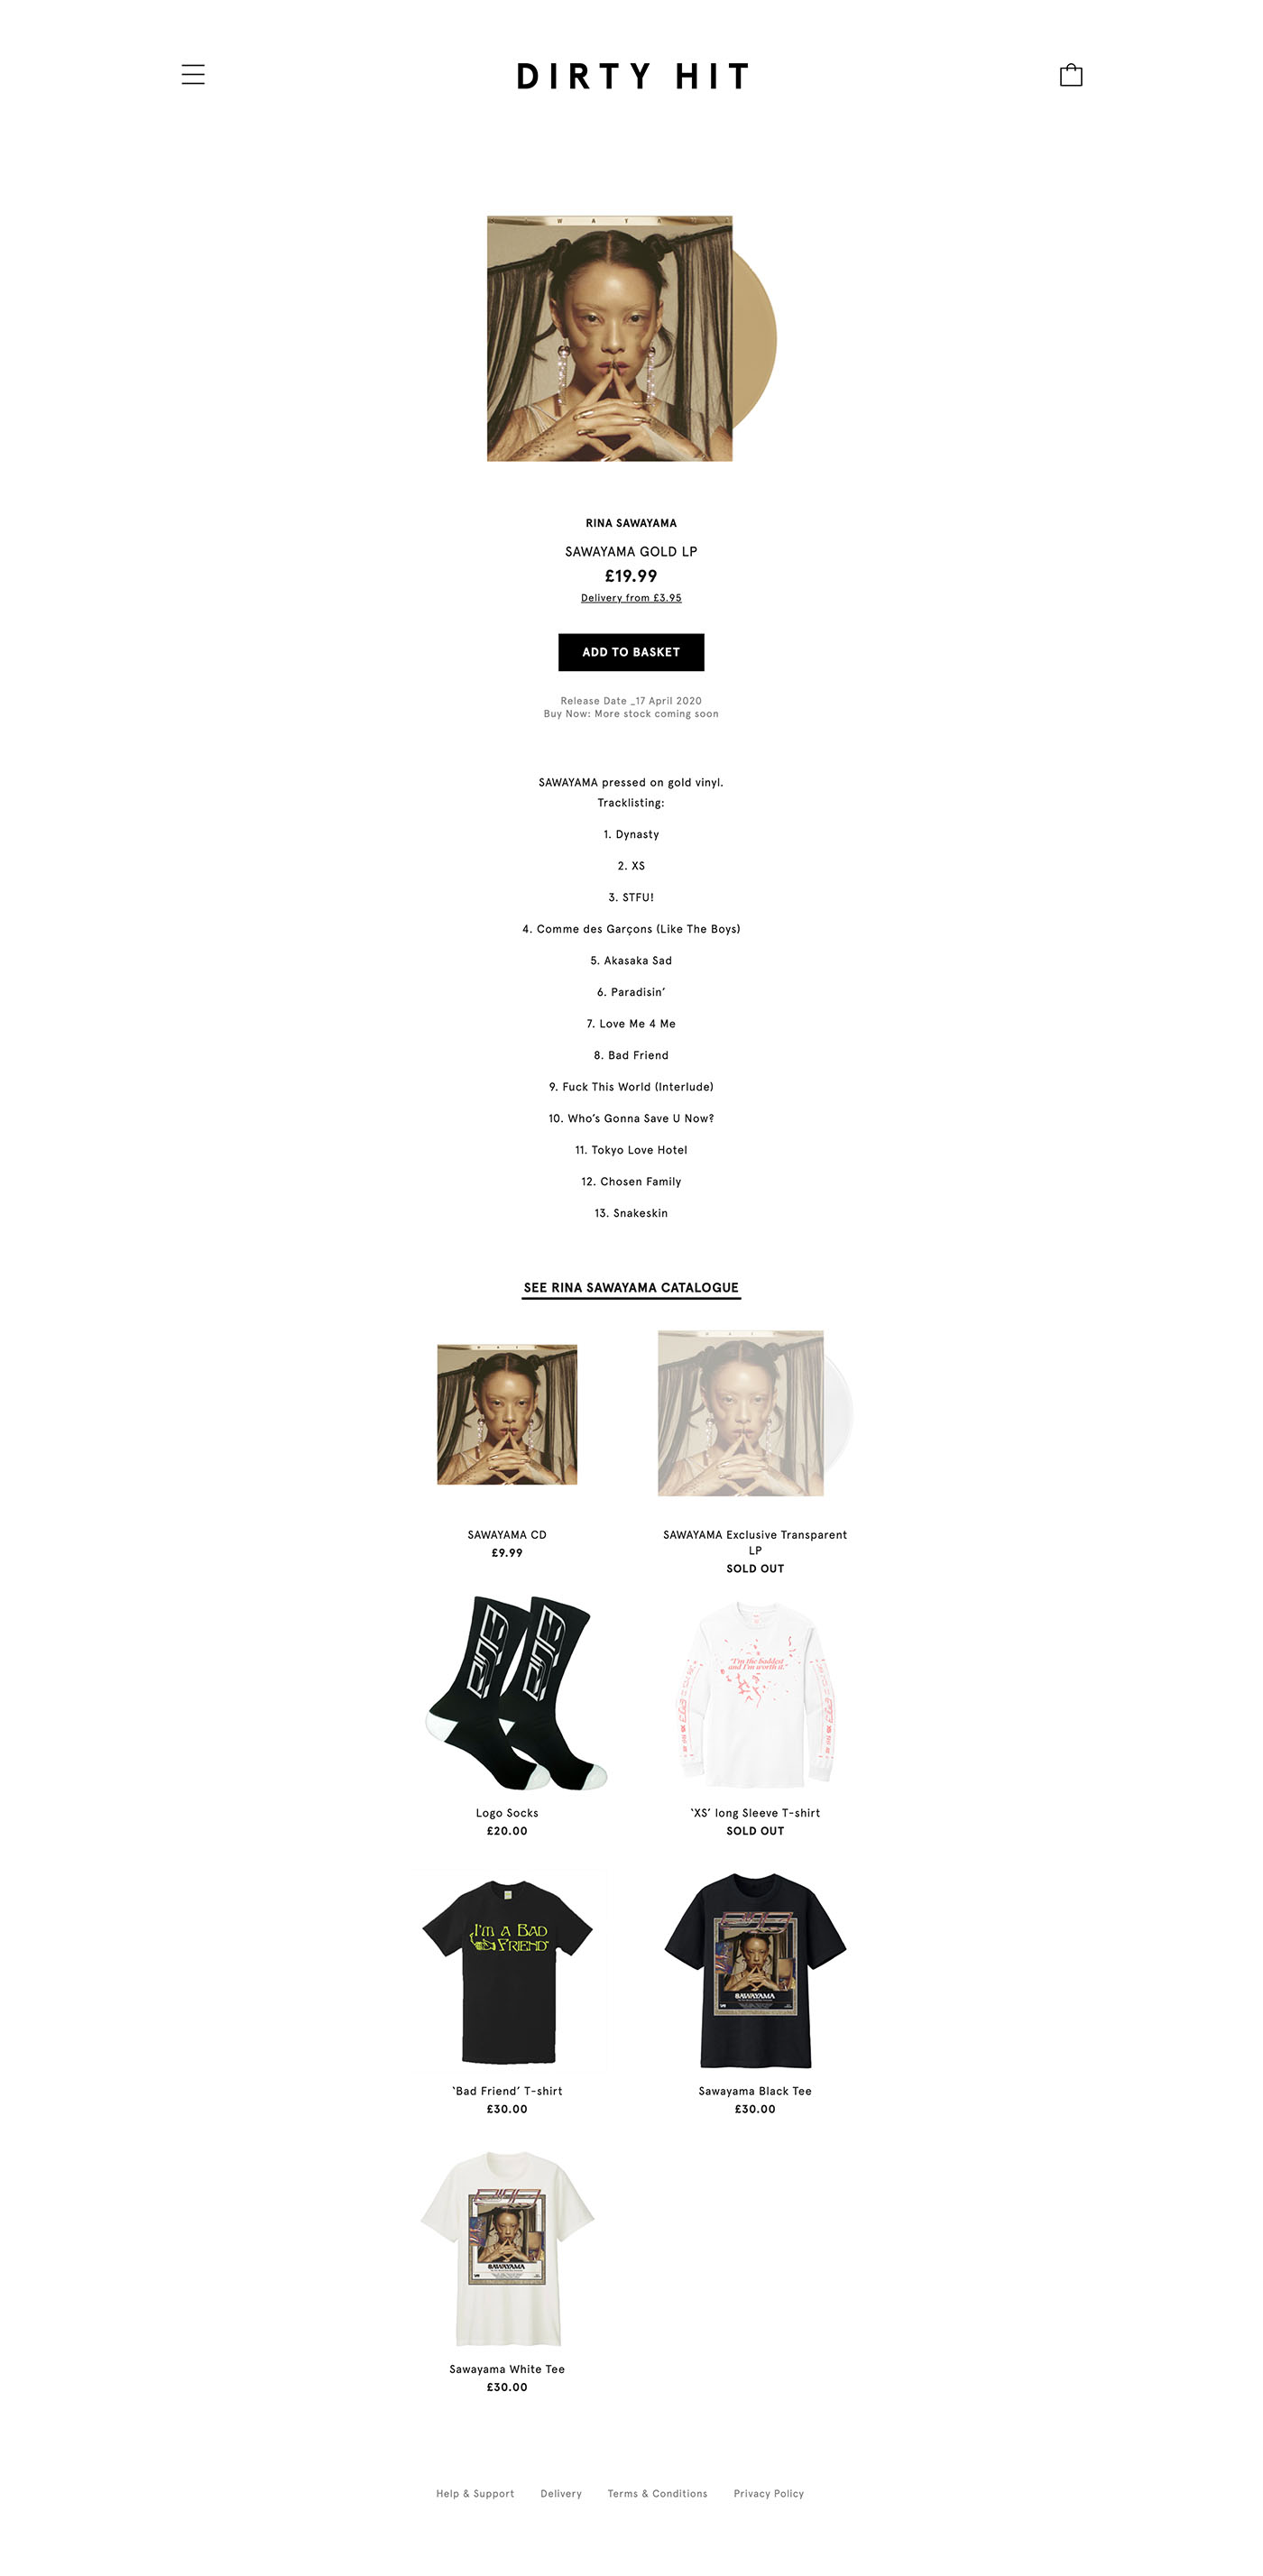 DIRTY HIT
W A Y
RINA SAWAYAMA
SAWAYAMA GOLD LP
£19.99
Delivery from £3.95
ADD TO BASKET
Release Date _17 April 2020
Buy Now: More stock coming soon
SAWAYAMA pressed on gold vinyl.
Tracklisting:
1. Dynasty
2. XS
3. STFU!
4. Comme des Garçons (Like The Boys)
5. Akasaka Sad
6. Paradisin’
7. Love Me 4 Me
8. Bad Friend
9. Fuck This World (Interlude)
10. Who’s Gonna Save U Now?
11. Tokyo Love Hotel
12. Chosen Family
13. Snakeskin
SEE RINA SAWAYAMA CATALOGUE
SAWAYAMA CD
£9.99
SAWAYAMA Exclusive Transparent
LP
SOLD OUT
"I'm the baddest
and I'm worth it."
Logo Socks
£20.00
‘XS’ long Sleeve T-shirt
SOLD OUT
I'M A BAD
FRIEND
SAWAYAMA
‘Bad Friend’ T-shirt
£30.00
Sawayama Black Tee
£30.00
SAWAYAMA
Sawayama White Tee
£30.00
Help & Support
Delivery
Terms & Conditions
Privacy Policy